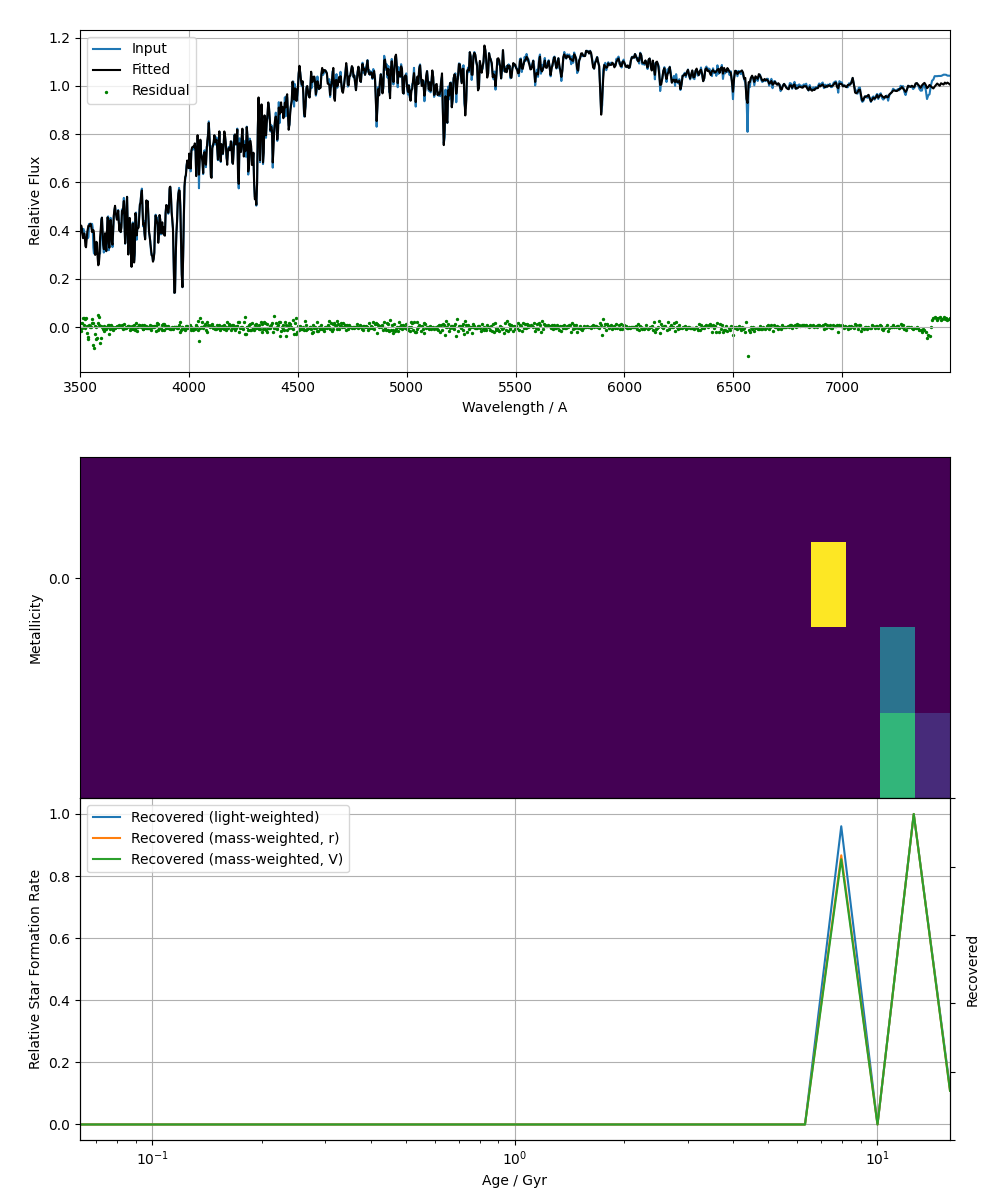 1.2
1.0
0.8
0.6
0.4
0.2
0.0
Relative Flux
Input
Fitted
Residual
3500 4000 4500 5000 5500 6000 6500 7000
Wavelength / A
0.0
Metallicity
1.0
0.8
0.6
0.4
0.2
0.0
Relative Star Formation Rate
Recovered (light-weighted)
Recovered (mass-weighted, r)
Recovered (mass-weighted, V)
Recovered
10⁻¹ 10⁰ 10¹
Age / Gyr